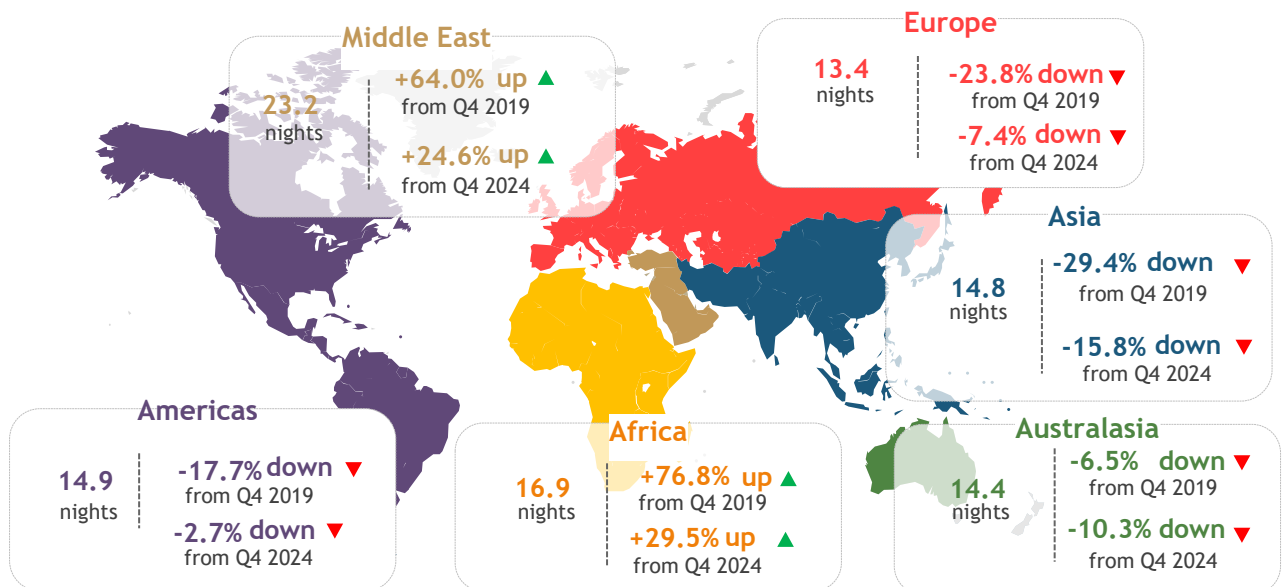 Middle East
23.2
nights
+64.0% up
from Q4 2019
+24.6% up
from Q4 2024
Europe
13.4
nights
-23.8% down
from Q4 2019
-7.4% down
from Q4 2024
Asia
14.8
nights
-29.4% down
from Q4 2019
-15.8% down
from Q4 2024
Americas
14.9
nights
-17.7% down
from Q4 2019
-2.7% down
from Q4 2024
Africa
16.9
nights
+76.8% up
from Q4 2019
+29.5% up
from Q4 2024
Australasia
14.4
nights
-6.5% down
from Q4 2019
-10.3% down
from Q4 2024